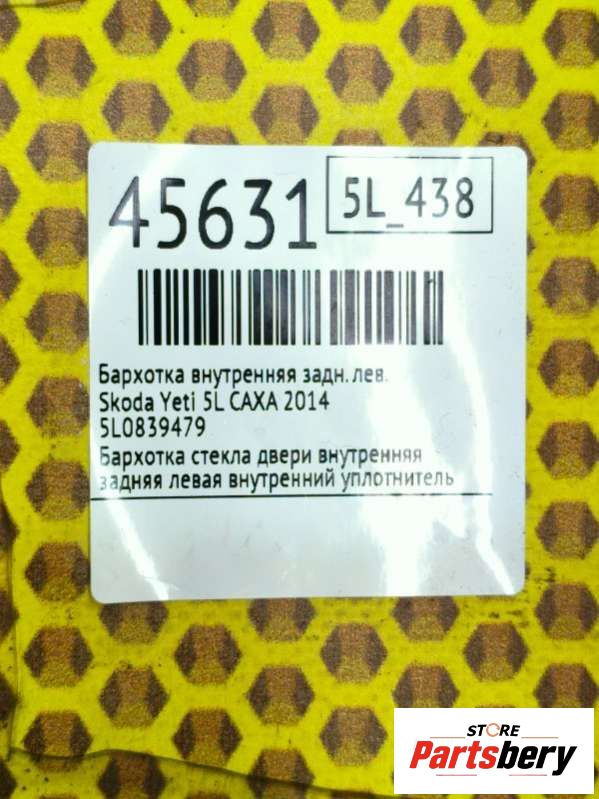 45631
5L_438
Бархотка внутренняя задн.лев.
Skoda Yeti 5L CAXA 2014
5L0839479
Бархотка стекла двери внутренняя
задняя левая внутренний уплотнитель
STORE
Partsbery